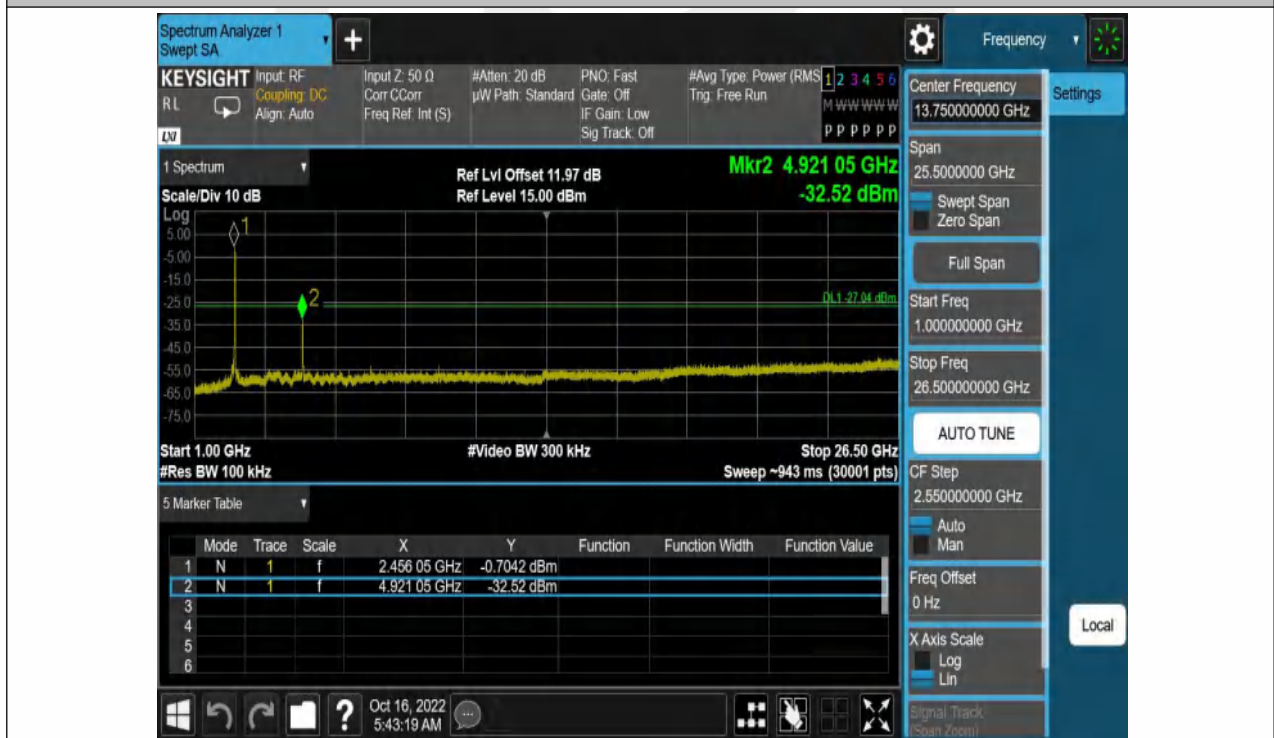 Spectrum Analyzer 1
Swept SA
+
Frequency
KEYSIGHT
RL
LXI
Input: RF
Coupling: DC
Align: Auto
Input Z: 50 Ω
Corr CCorr
Freq Ref: Int (S)
#Atten: 20 dB
µW Path: Standard
PNO: Fast
Gate: Off
IF Gain: Low
Sig Track: Off
#Avg Type: Power (RMS
Trig: Free Run
1 2 3 4 5 6
M W W W W W
P P P P P P
1 Spectrum
Scale/Div 10 dB
Ref Lvl Offset 11.97 dB
Ref Level 15.00 dBm
Mkr2 4.921 05 GHz
-32.52 dBm
Log
5.00
-5.00
-15.0
-25.0
-35.0
-45.0
-55.0
-65.0
-75.0
1
2
DL1 -27.04 dBm
Start 1.00 GHz
#Res BW 100 kHz
#Video BW 300 kHz
Stop 26.50 GHz
Sweep ~943 ms (30001 pts)
5 Marker Table
Mode Trace Scale X Y Function Function Width Function Value
1 N 1 f 2.456 05 GHz -0.7042 dBm
2 N 1 f 4.921 05 GHz -32.52 dBm
3
4
5
6
?
Oct 16, 2022
5:43:19 AM
Center Frequency
13.750000000 GHz
Span
25.5000000 GHz
Swept Span
Zero Span
Full Span
Start Freq
1.000000000 GHz
Stop Freq
26.500000000 GHz
AUTO TUNE
CF Step
2.550000000 GHz
Auto
Man
Freq Offset
0 Hz
X Axis Scale
Log
Lin
Signal Track
(Span Zoom)
Settings
Local